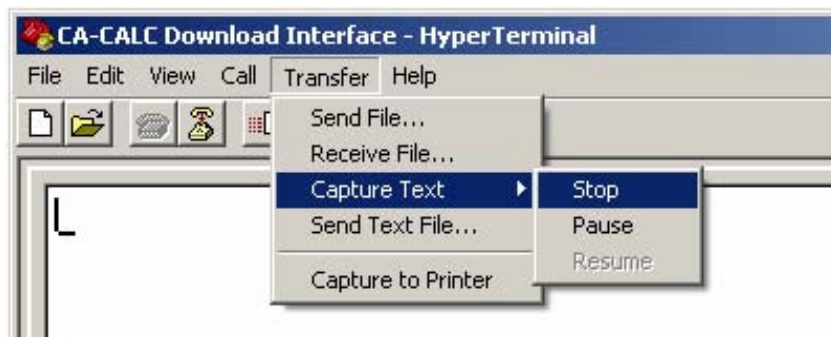 CA-CALC Download Interface - HyperTerminal
File Edit View Call Transfer Help
Send File...
Receive File...
Capture Text Stop
Send Text File... Pause
Resume
Capture to Printer